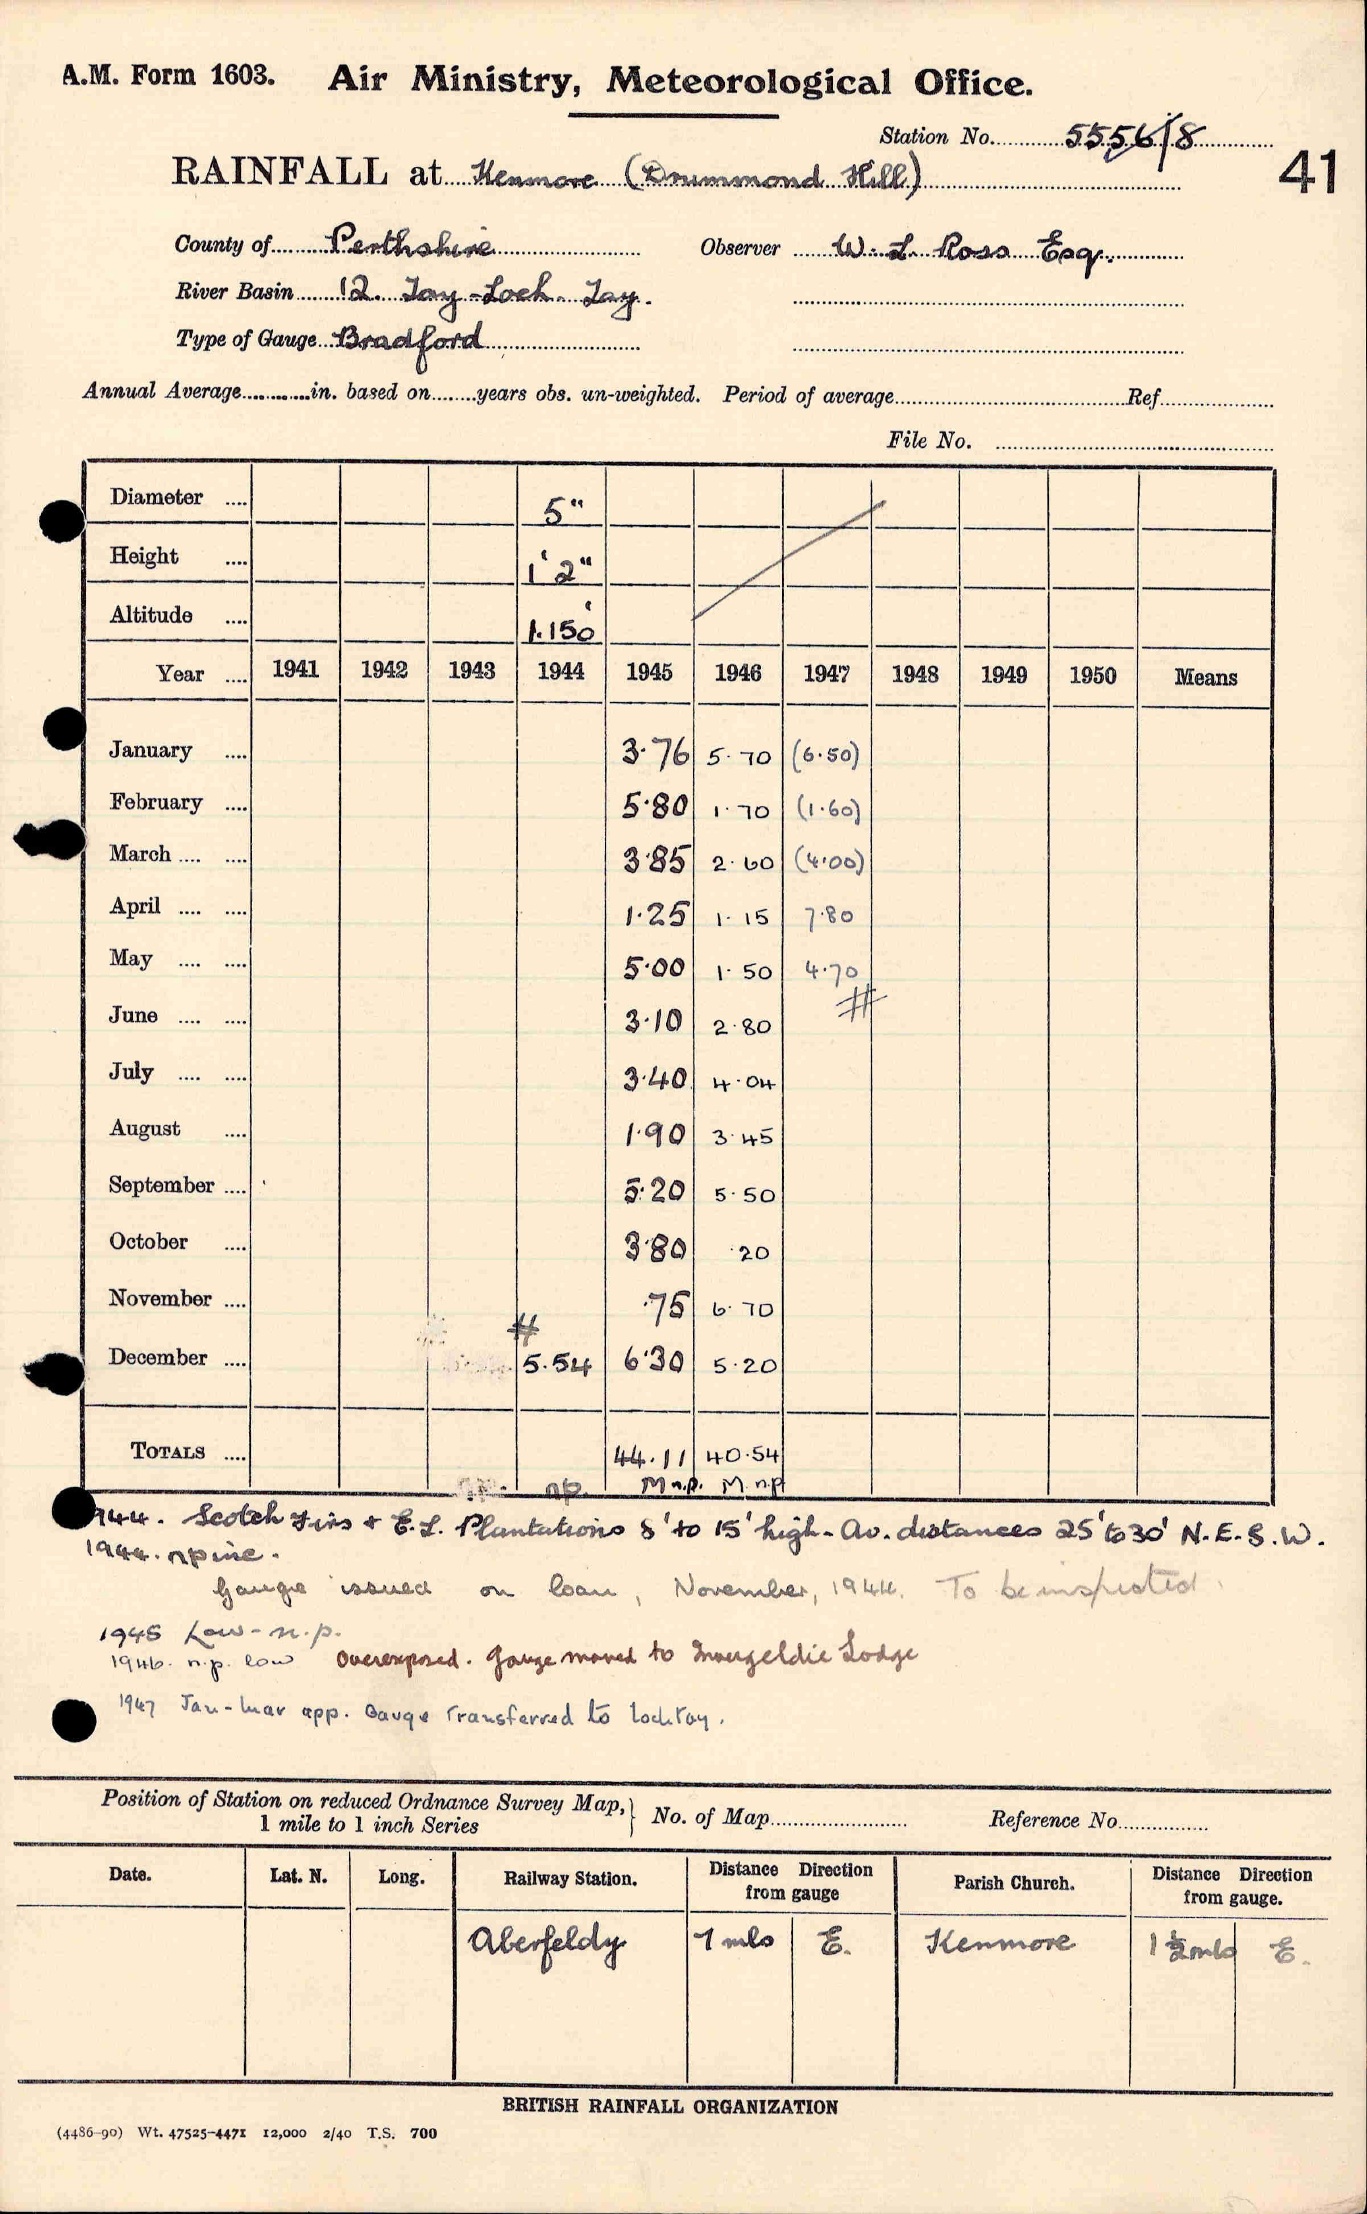 A.M. Form 1603. Air Ministry, Meteorological Office.
Station No. 5556/8
41
RAINFALL at Kenmore (Drummond Hill)
County of Perthshire Observer W. L. Ross Esq.
River Basin 12. Tay - Loch Tay.
Type of Gauge Bradford
Annual Average in. based on years obs. un-weighted. Period of average Ref
File No.
Diameter 5"
Height 1' 2"
Altitude 1.150'
Year 1941 1942 1943 1944 1945 1946 1947 1948 1949 1950 Means
January 3.76 5.70 (6.50)
February 5.80 1.70 (1.60)
March 3.85 2.60 (4.00)
April 1.25 1.15 7.80
May 5.00 1.50 4.70
June 3.10 2.80 #
July 3.40 4.04
August 1.90 3.45
September 5.20 5.50
October 3.80 .20
November .75 6.70
#
December 5.54 6.30 5.20
TOTALS 44.11 40.54
np. M n.p. M np
1944. Scotch Firs + E. L. Plantations 8' to 15' high - Av. distances 25' to 30' N. E. S. W.
1944. np ine.
Gauge issued on loan, November, 1944. To be inspected.
1945 Low - n.p.
1946. n.p. low Overexposed. Gauge moved to Invergeldie Lodge
1947 Jan - Mar app. Gauge transferred to Loch Tay.
Position of Station on reduced Ordnance Survey Map, 1 mile to 1 inch Series } No. of Map Reference No.
Date. Lat. N. Long. Railway Station. Distance Direction from gauge Parish Church. Distance Direction from gauge.
Aberfeldy 7 mls E. Kenmore 1 1/2 mls E.
BRITISH RAINFALL ORGANIZATION
(4486-90) Wt. 47525-4471 12,000 2/40 T.S. 700